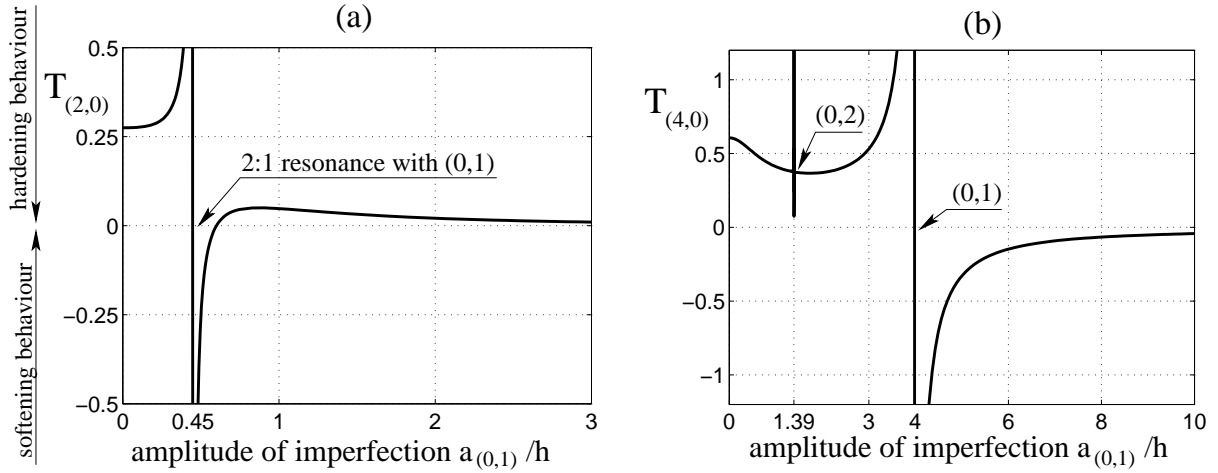 (a)
hardening behaviour
softening behaviour
T(2,0)
0.5
0.25
0
−0.25
−0.5
2:1 resonance with (0,1)
0
0.45
1
2
3
amplitude of imperfection a(0,1) /h
(b)
T(4,0)
1
0.5
0
−0.5
−1
(0,2)
(0,1)
0
1.39
3
4
6
8
10
amplitude of imperfection a(0,1) /h